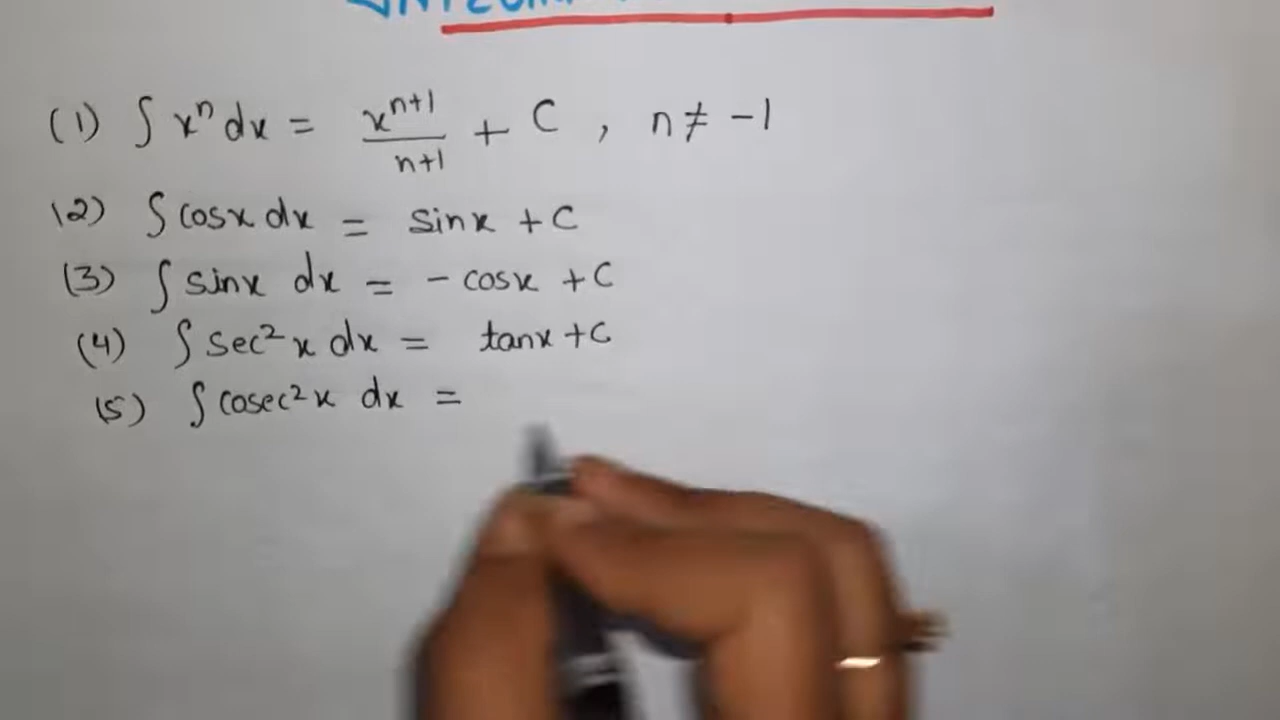 (1) ∫ xⁿ dx = xⁿ⁺¹/n+1 + C , n ≠ -1
(2) ∫ cosx dx = sinx + C
(3) ∫ sinx dx = - cosx + C
(4) ∫ sec²x dx = tanx + C
(5) ∫ cosec²x dx =